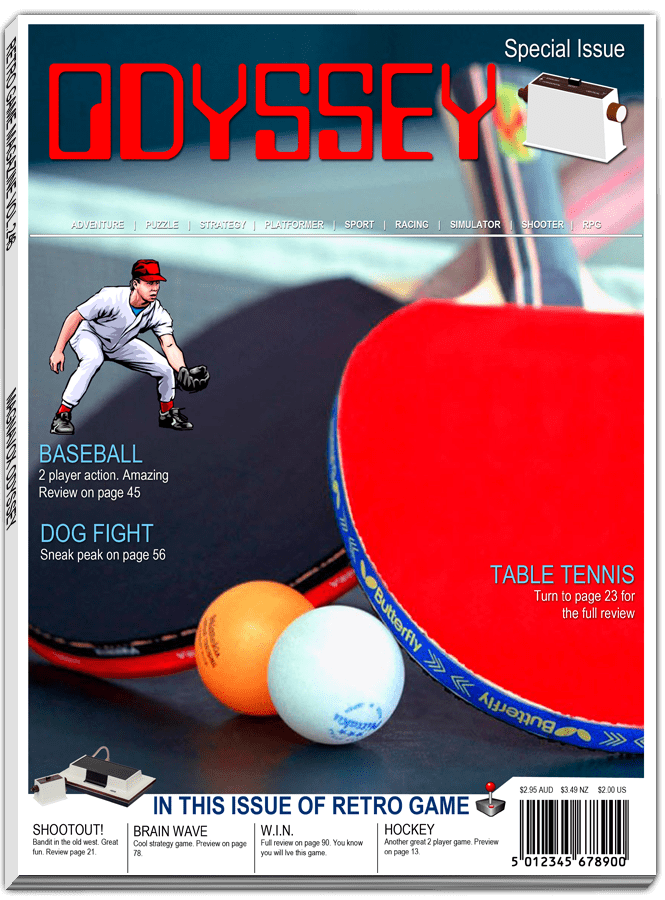 Special Issue
ODYSSEY
ADVENTURE | PUZZLE | STRATEGY | PLATFORMER | SPORT | RACING | SIMULATOR | SHOOTER | RPG
BASEBALL
2 player action. Amazing
Review on page 45
DOG FIGHT
Sneak peak on page 56
TABLE TENNIS
Turn to page 23 for
the full review
Butterfly
Butterfly
Butterfly
Nittaku
$2.95 AUD $3.49 NZ $2.00 US
IN THIS ISSUE OF RETRO GAME
SHOOTOUT!
Bandit in the old west. Great
fun. Review page 21.
BRAIN WAVE
Cool strategy game. Preview on page
78.
W.I.N.
Full review on page 90. You know
you will lve this game.
HOCKEY
Another great 2 player game. Preview
on page 13.
5 012345 678900
MAGNAVOX ODYSSEY